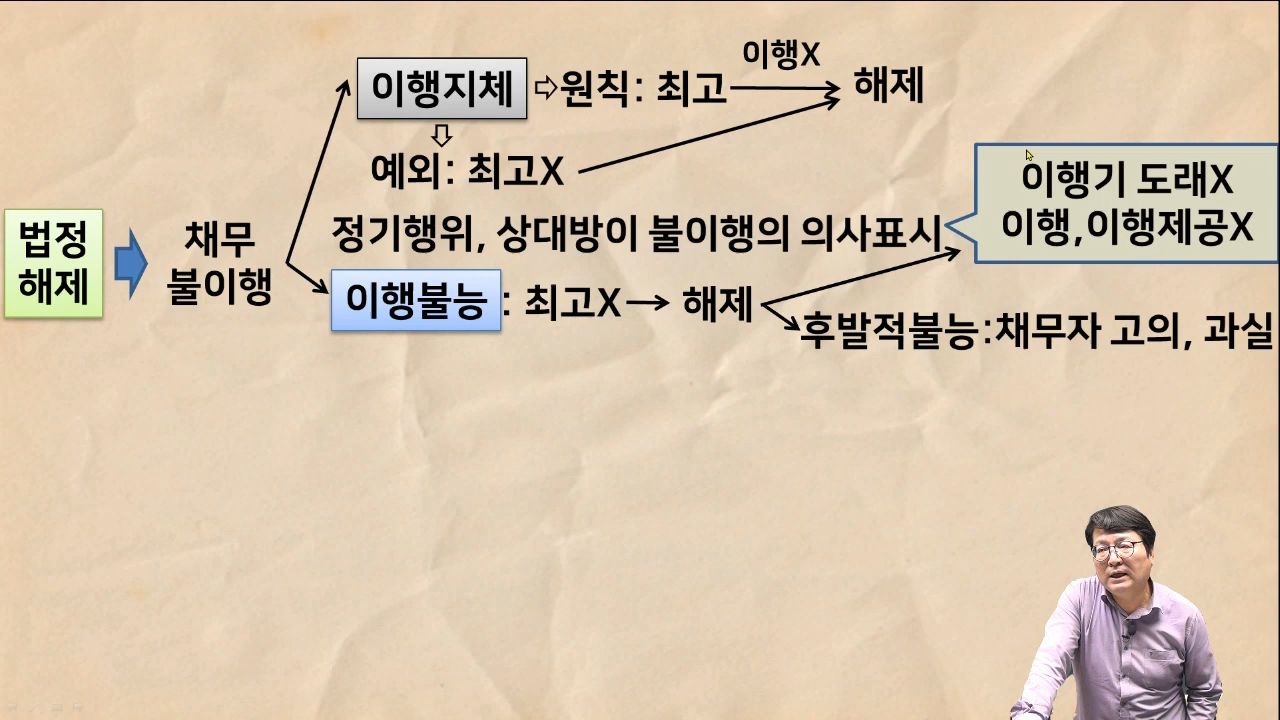 이행X
이행지체 ⇨원칙: 최고 → 해제
예외: 최고X
정기행위, 상대방이 불이행의 의사표시
이행기 도래X
이행,이행제공X
법정
해제
채무
불이행
이행불능 : 최고X → 해제
후발적불능:채무자 고의, 과실